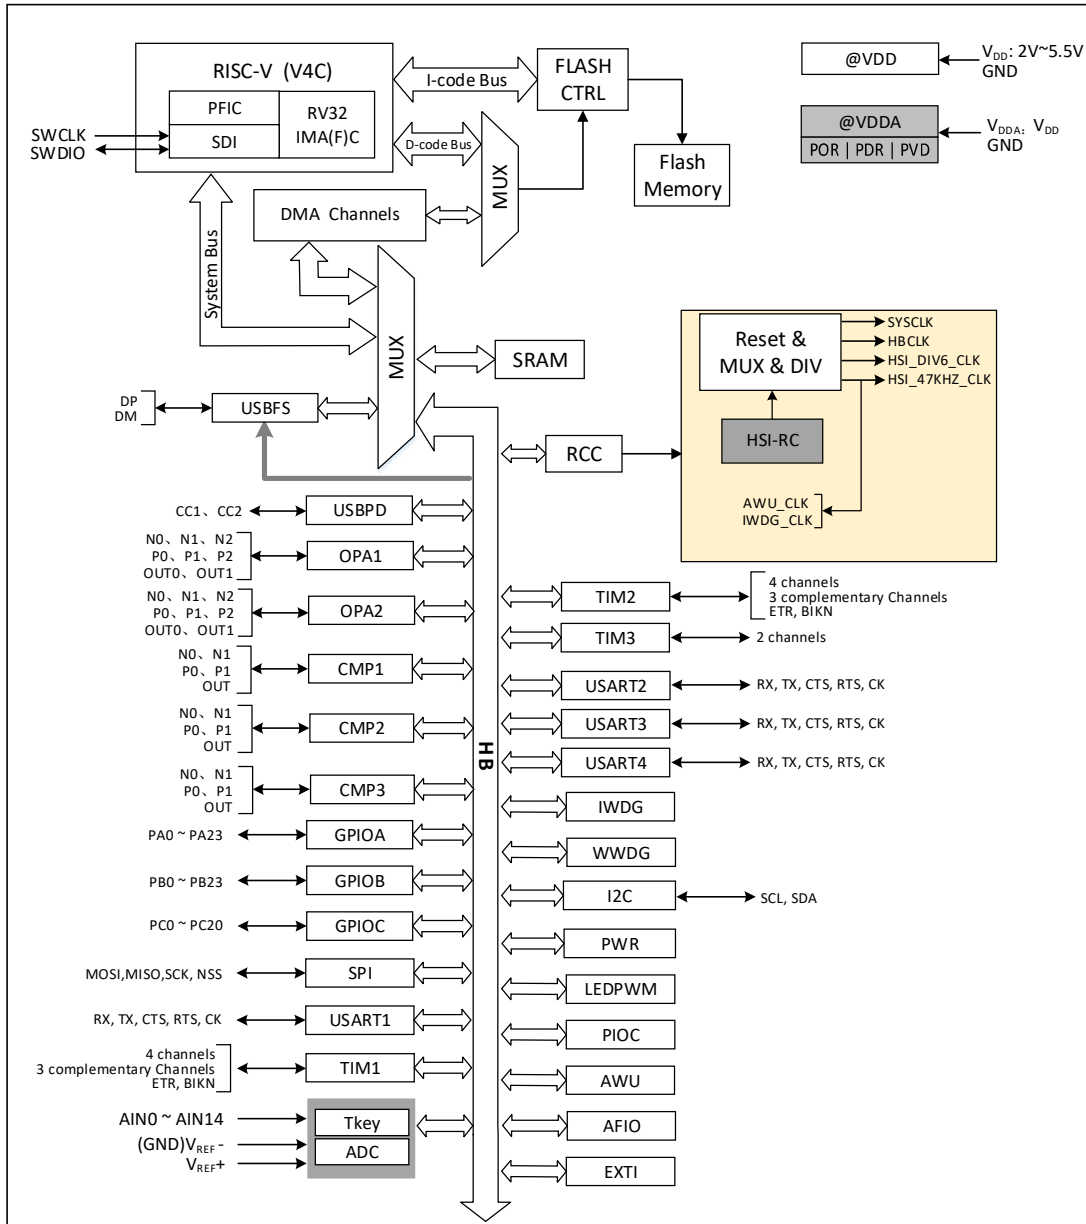 RISC-V (V4C)
PFIC
SDI
RV32
IMA(F)C
SWCLK
SWDIO
I-code Bus
D-code Bus
FLASH
CTRL
MUX
Flash
Memory
@VDD
VDD: 2V~5.5V
GND
@VDDA
POR | PDR | PVD
VDDA: VDD
GND
DMA Channels
System Bus
MUX
SRAM
DP
DM
USBFS
RCC
Reset &
MUX & DIV
HSI-RC
SYSCLK
HBCLK
HSI_DIV6_CLK
HSI_47KHZ_CLK
AWU_CLK
IWDG_CLK
HB
CC1、CC2
USBPD
N0、N1、N2
P0、P1、P2
OUT0、OUT1
OPA1
N0、N1、N2
P0、P1、P2
OUT0、OUT1
OPA2
N0、N1
P0、P1
OUT
CMP1
N0、N1
P0、P1
OUT
CMP2
N0、N1
P0、P1
OUT
CMP3
PA0 ~ PA23
GPIOA
PB0 ~ PB23
GPIOB
PC0 ~ PC20
GPIOC
MOSI,MISO,SCK, NSS
SPI
RX, TX, CTS, RTS, CK
USART1
4 channels
3 complementary Channels
ETR, BIKN
TIM1
AIN0 ~ AIN14
(GND)VREF -
VREF+
Tkey
ADC
TIM2
4 channels
3 complementary Channels
ETR, BIKN
TIM3
2 channels
USART2
RX, TX, CTS, RTS, CK
USART3
RX, TX, CTS, RTS, CK
USART4
RX, TX, CTS, RTS, CK
IWDG
WWDG
I2C
SCL, SDA
PWR
LEDPWM
PIOC
AWU
AFIO
EXTI